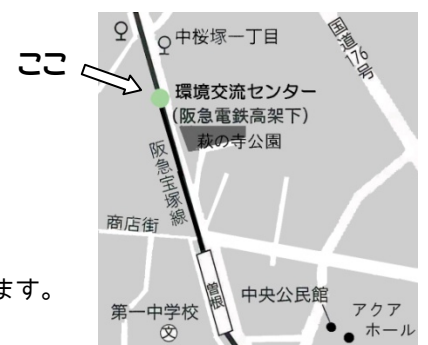 中桜塚一丁目
国道176号
ここ
環境交流センター
(阪急電鉄高架下)
萩の寺公園
阪急宝塚線
商店街
曽根
ます。
中央公民館
第一中学校
文
アクア
ホール